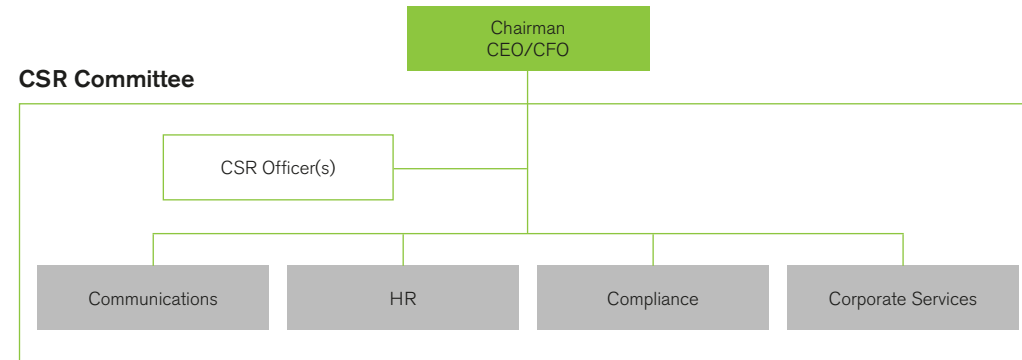 Chairman
CEO/CFO
CSR Committee
CSR Officer(s)
Communications
HR
Compliance
Corporate Services